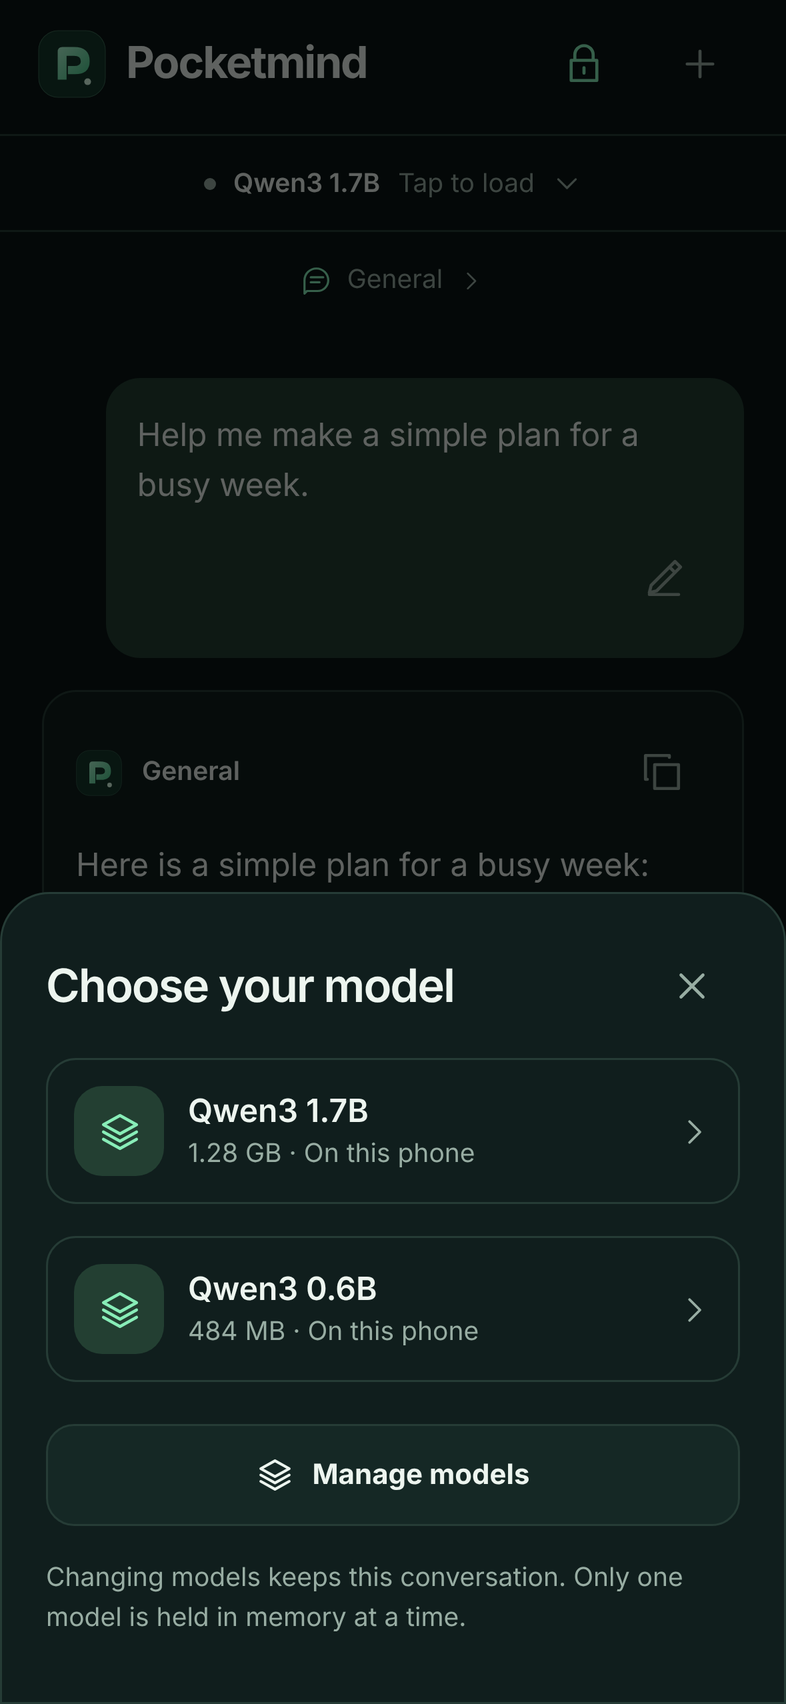 Pocketmind
Qwen3 1.7B Tap to load
General
Help me make a simple plan for a
busy week.
General
Here is a simple plan for a busy week:
Choose your model
Qwen3 1.7B
1.28 GB · On this phone
Qwen3 0.6B
484 MB · On this phone
Manage models
Changing models keeps this conversation. Only one
model is held in memory at a time.